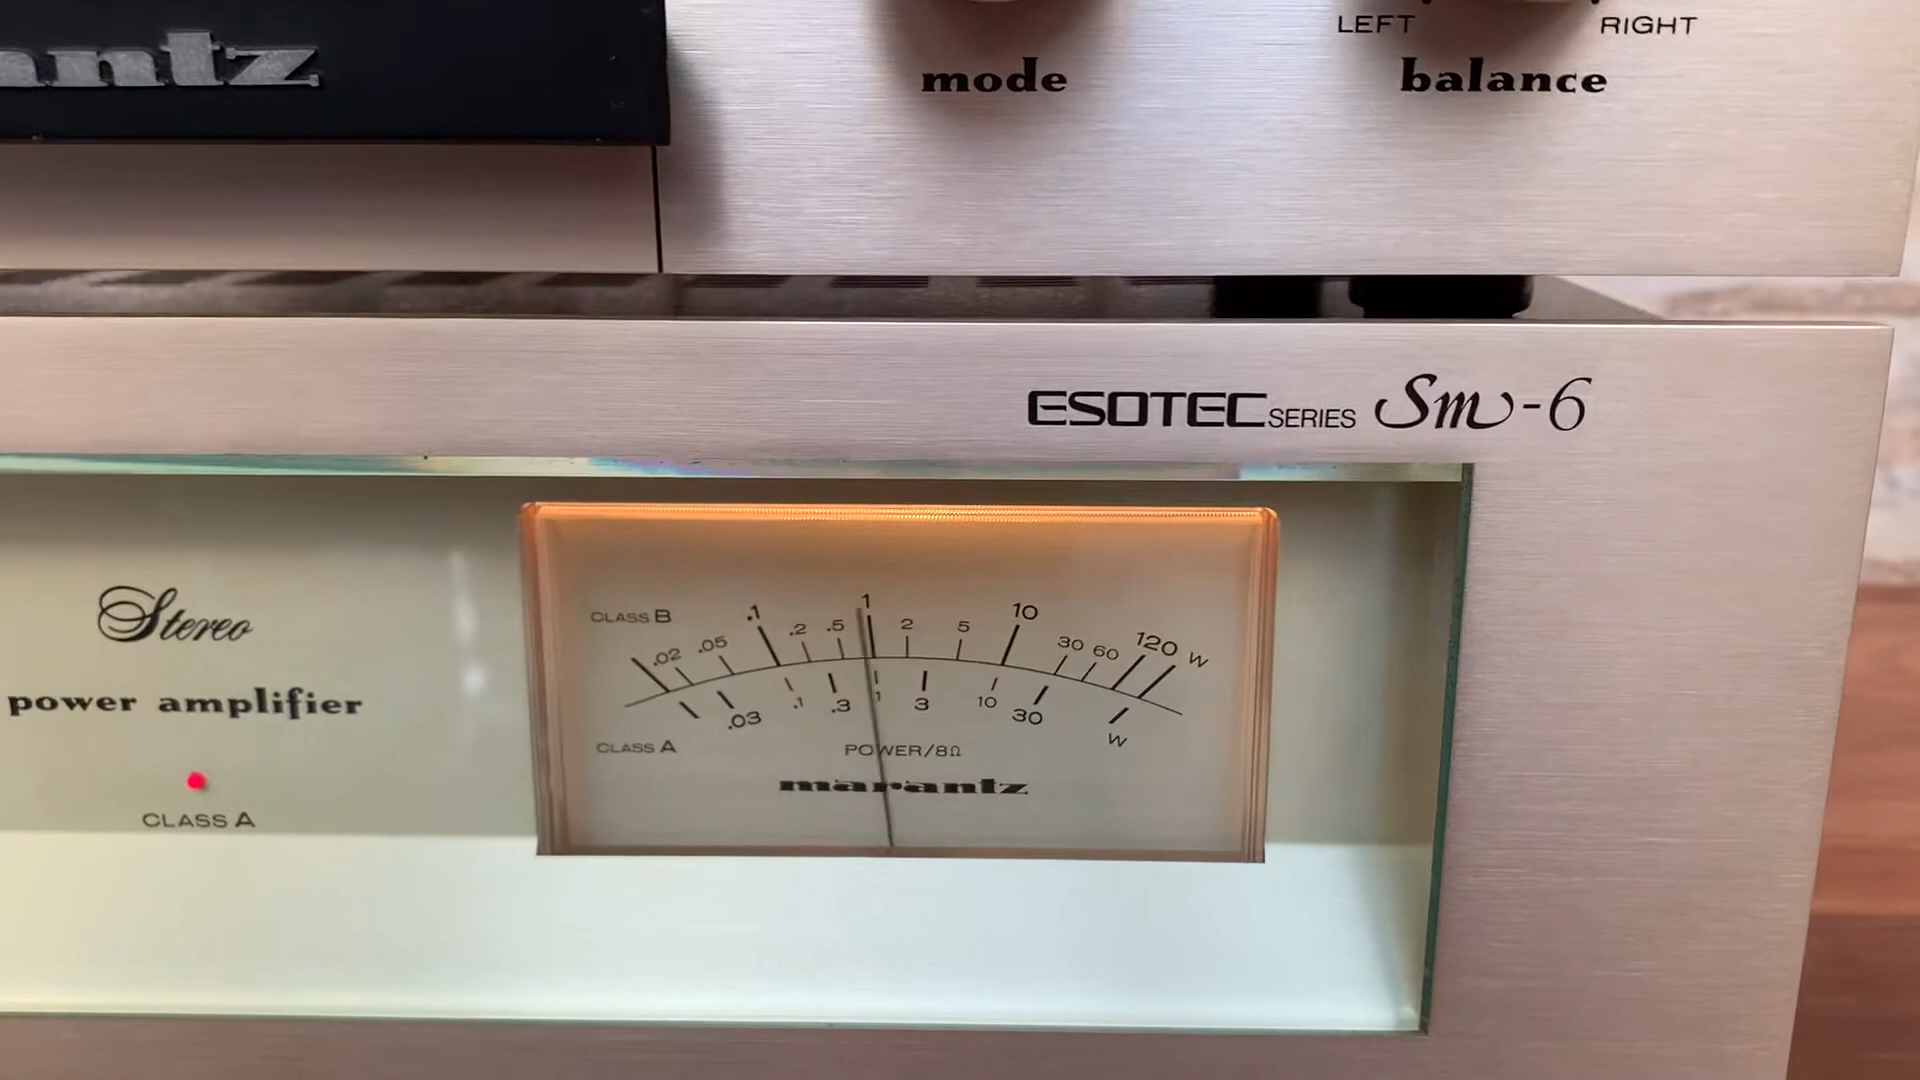 antz
mode
LEFT RIGHT
balance
ESOTEC SERIES Sm-6
Stereo
power amplifier
CLASS A
CLASS B
.02 .05 .1 .2 .5 1 2 5 10 30 60 120 W
.03 .1 .3 1 3 10 30 W
CLASS A
POWER/8Ω
marantz